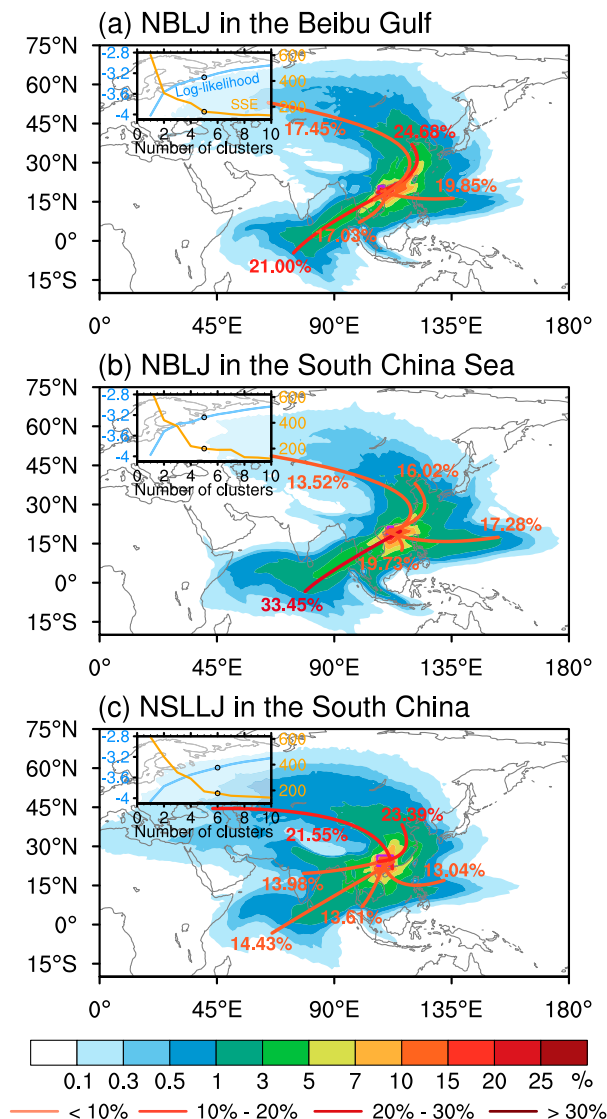 (a) NBLJ in the Beibu Gulf
75°N
60°N
45°N
30°N
15°N
0°
15°S
-2.8
-3.2
-3.6
-4
600
400
200
Log-likelihood
SSE
0 2 4 6 8 10
Number of clusters
17.45%
24.68%
19.85%
17.03%
21.00%
0° 45°E 90°E 135°E 180°
(b) NBLJ in the South China Sea
75°N
60°N
45°N
30°N
15°N
0°
15°S
-2.8
-3.2
-3.6
-4
600
400
200
0 2 4 6 8 10
Number of clusters
13.52%
16.02%
17.28%
19.73%
33.45%
0° 45°E 90°E 135°E 180°
(c) NSLLJ in the South China
75°N
60°N
45°N
30°N
15°N
0°
15°S
-2.8
-3.2
-3.6
-4
600
400
200
0 2 4 6 8 10
Number of clusters
21.55%
23.39%
13.98%
13.04%
13.61%
14.43%
0° 45°E 90°E 135°E 180°
0.1 0.3 0.5 1 3 5 7 10 15 20 25 %
< 10% 10% - 20% 20% - 30% > 30%